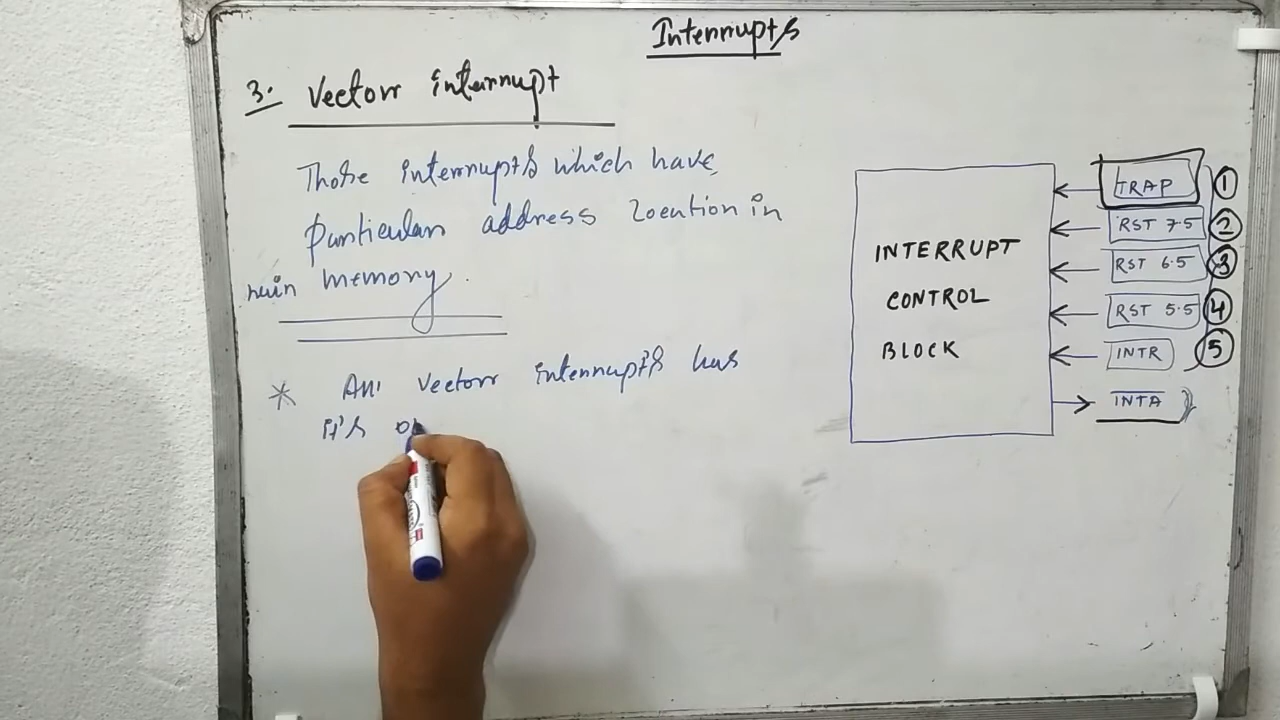 Interrupts
3. Vector interrupt
Those interrupts which have
particular address location in
main memory.
* All vector interrupts has
it's
INTERRUPT
CONTROL
BLOCK
TRAP 1
RST 7.5 2
RST 6.5 3
RST 5.5 4
INTR 5
INTA